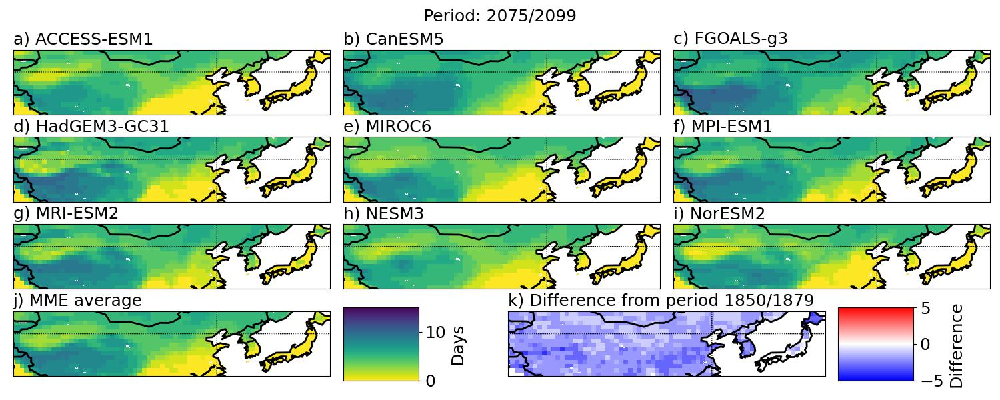 Period: 2075/2099
a) ACCESS-ESM1
b) CanESM5
c) FGOALS-g3
d) HadGEM3-GC31
e) MIROC6
f) MPI-ESM1
g) MRI-ESM2
h) NESM3
i) NorESM2
j) MME average
10
0
Days
k) Difference from period 1850/1879
5
0
−5
Difference